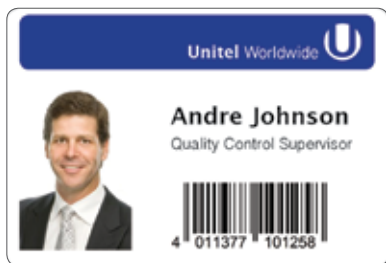 Unitel Worldwide
Andre Johnson
Quality Control Supervisor
4 011377 101258